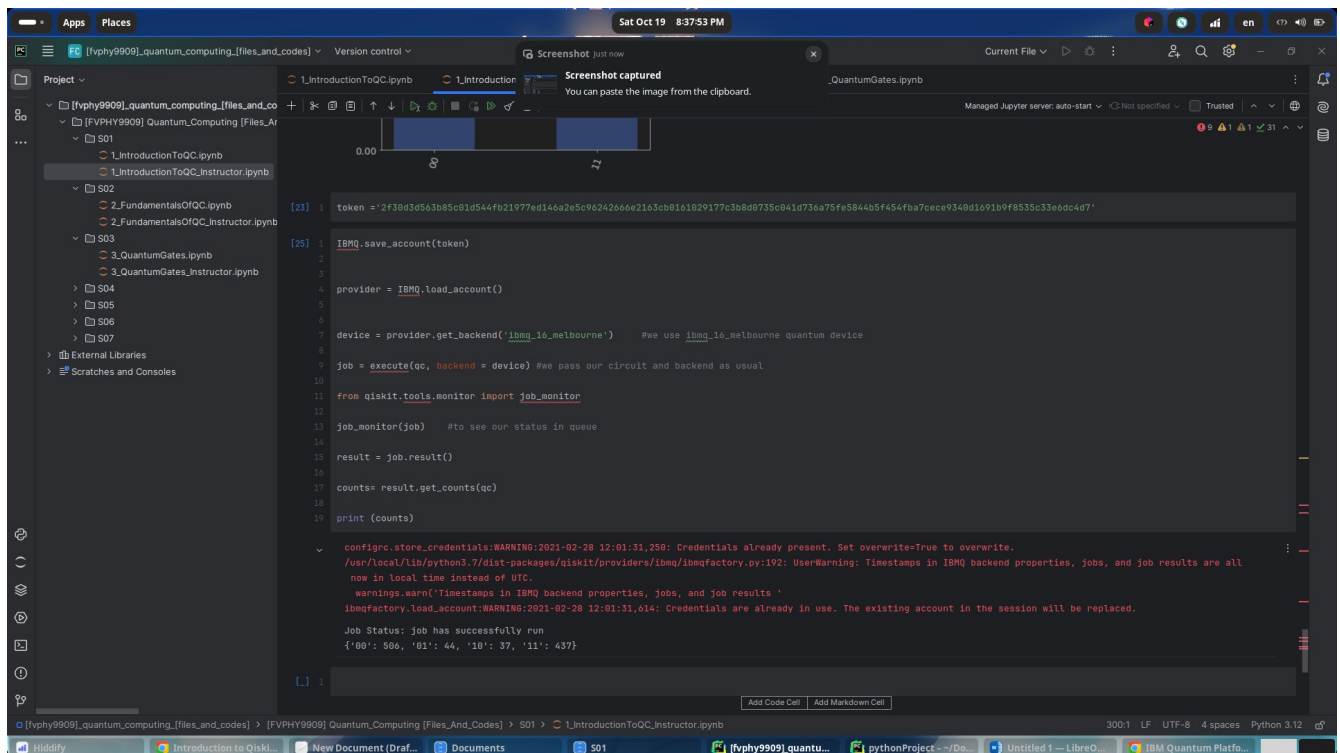 Apps Places
Sat Oct 19 8:37:53 PM
en
PC
FC [fvphy9909]_quantum_computing_[files_and_codes]
Version control
Screenshot Just now
Screenshot captured
You can paste the image from the clipboard.
Current File
Project
1_IntroductionToQC.ipynb
1_Introduction
_QuantumGates.ipynb
[fvphy9909]_quantum_computing_[files_and_co
[FVPHY9909] Quantum_Computing [Files_Ar
S01
1_IntroductionToQC.ipynb
1_IntroductionToQC_Instructor.ipynb
S02
2_FundamentalsOfQC.ipynb
2_FundamentalsOfQC_Instructor.ipynb
S03
3_QuantumGates.ipynb
3_QuantumGates_Instructor.ipynb
S04
S05
S06
S07
External Libraries
Scratches and Consoles
Managed Jupyter server: auto-start
Not specified
Trusted
9 1 1 31
0.00
00
11
[23] 1 token ='2f30d3d563b85c01d544fb21977ed146a2e5c96242666e2163cb0161029177c3b8d0735c041d736a75fe5844b5f454fba7cece9340d1691b9f8535c33e6dc4d7'
[25] 1 IBMQ.save_account(token)
2
3
4 provider = IBMQ.load_account()
5
6
7 device = provider.get_backend('ibmq_16_melbourne') #we use ibmq_16_melbourne quantum device
8
9 job = execute(qc, backend = device) #we pass our circuit and backend as usual
10
11 from qiskit.tools.monitor import job_monitor
12
13 job_monitor(job) #to see our status in queue
14
15 result = job.result()
16
17 counts= result.get_counts(qc)
18
19 print (counts)
configrc.store_credentials:WARNING:2021-02-28 12:01:31,250: Credentials already present. Set overwrite=True to overwrite.
/usr/local/lib/python3.7/dist-packages/qiskit/providers/ibmq/ibmqfactory.py:192: UserWarning: Timestamps in IBMQ backend properties, jobs, and job results are all
now in local time instead of UTC.
warnings.warn('Timestamps in IBMQ backend properties, jobs, and job results '
ibmqfactory.load_account:WARNING:2021-02-28 12:01:31,614: Credentials are already in use. The existing account in the session will be replaced.
Job Status: job has successfully run
{'00': 506, '01': 44, '10': 37, '11': 437}
[_] 1
Add Code Cell Add Markdown Cell
[fvphy9909]_quantum_computing_[files_and_codes] > [FVPHY9909] Quantum_Computing [Files_And_Codes] > S01 > 1_IntroductionToQC_Instructor.ipynb
300:1 LF UTF-8 4 spaces Python 3.12
Hiddify
Introduction to Qiski...
New Document (Draf...
Documents
S01
[fvphy9909]_quantu...
pythonProject – ~/Do...
Untitled 1 — LibreO...
IBM Quantum Platfo...